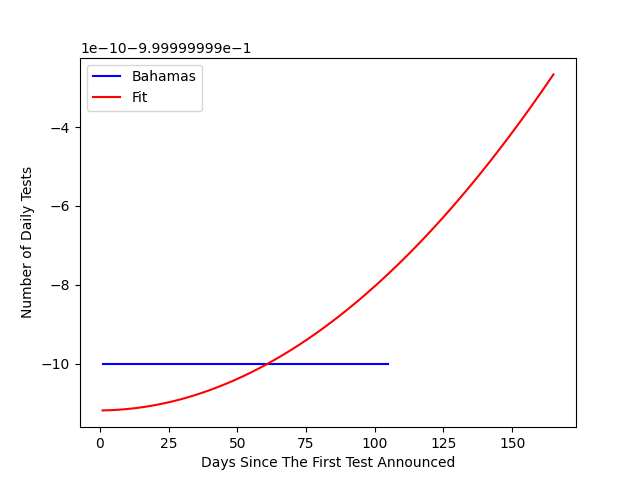 1e−10−9.99999999e−1
Bahamas
Fit
−4
−6
−8
−10
Number of Daily Tests
0 25 50 75 100 125 150
Days Since The First Test Announced